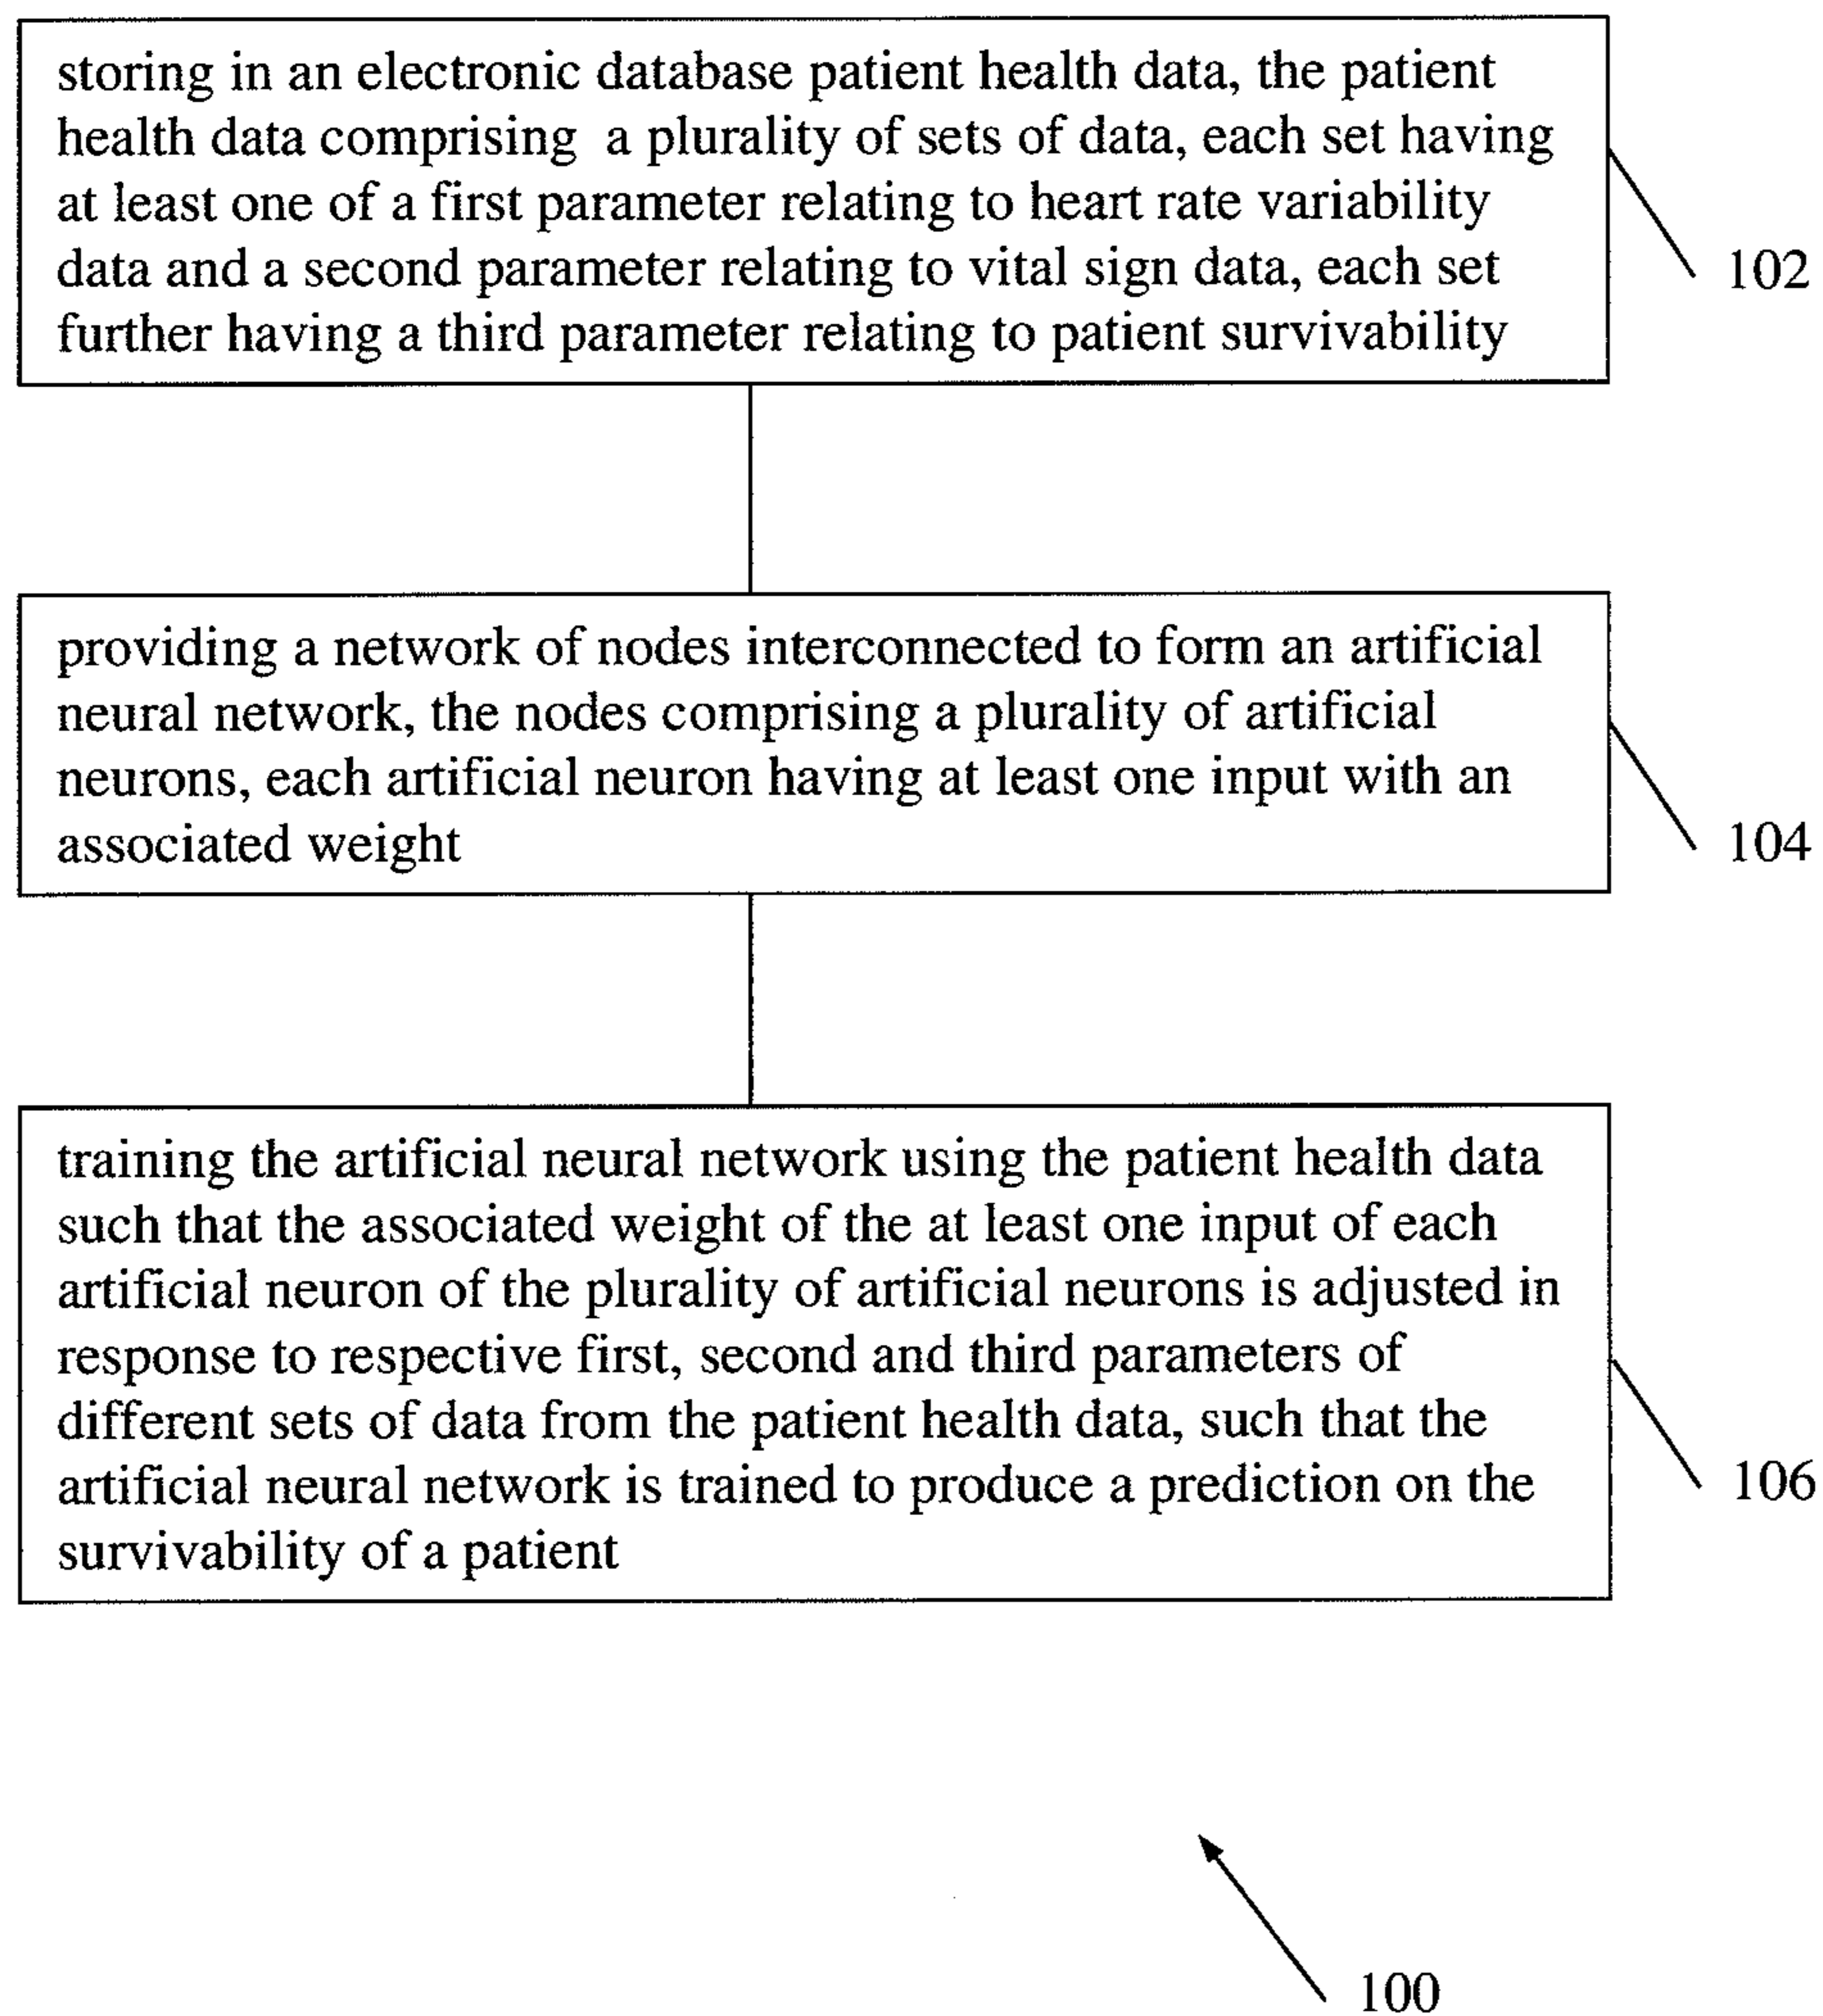 storing in an electronic database patient health data, the patient
health data comprising a plurality of sets of data, each set having
at least one of a first parameter relating to heart rate variability
data and a second parameter relating to vital sign data, each set
further having a third parameter relating to patient survivability
102
providing a network of nodes interconnected to form an artificial
neural network, the nodes comprising a plurality of artificial
neurons, each artificial neuron having at least one input with an
associated weight
104
training the artificial neural network using the patient health data
such that the associated weight of the at least one input of each
artificial neuron of the plurality of artificial neurons is adjusted in
response to respective first, second and third parameters of
different sets of data from the patient health data, such that the
artificial neural network is trained to produce a prediction on the
survivability of a patient
106
100